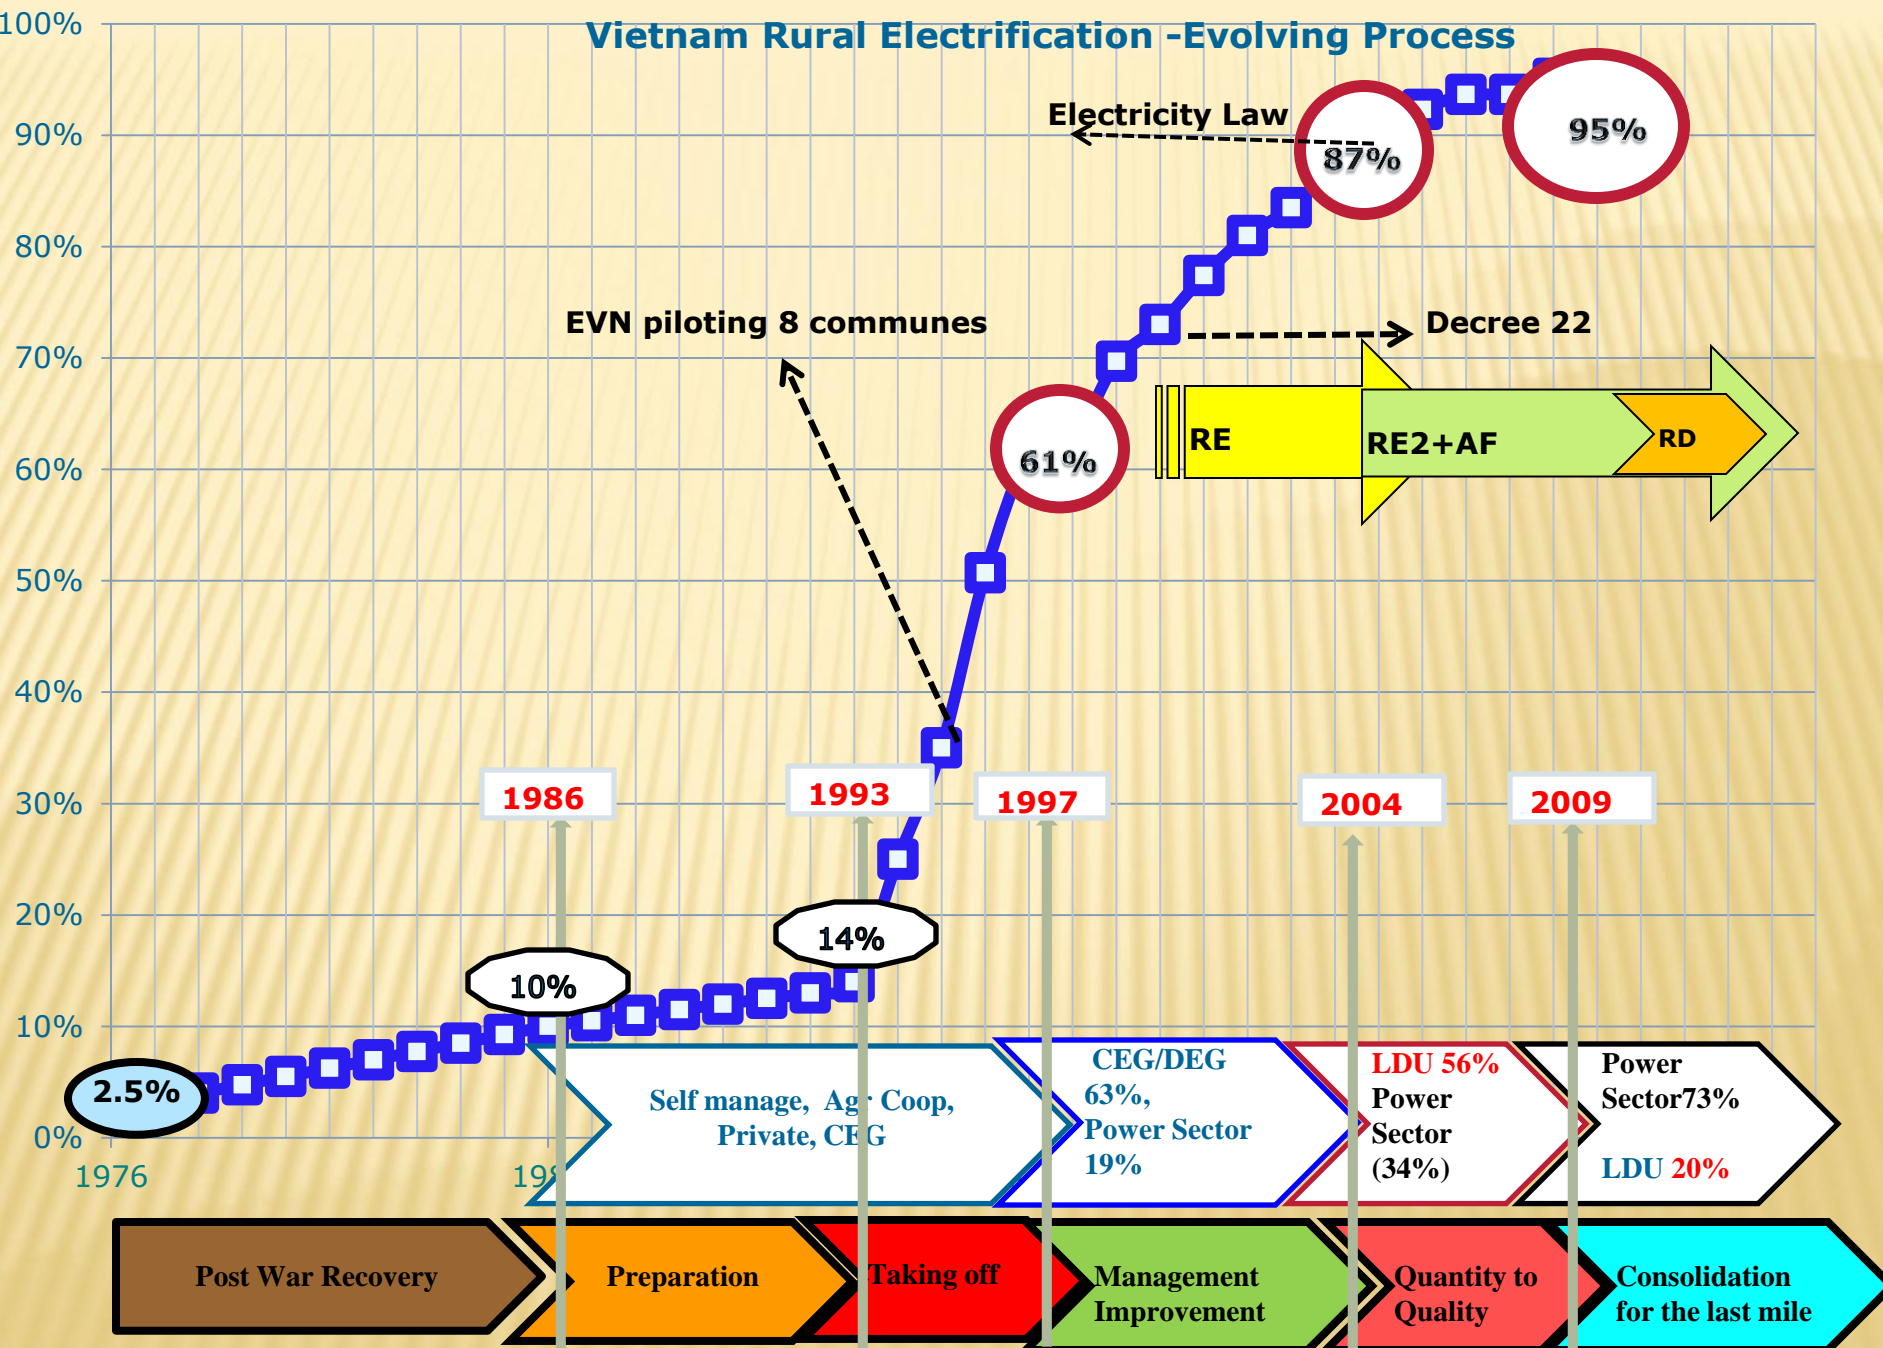 Vietnam Rural Electrification -Evolving Process
100%
90%
80%
70%
60%
50%
40%
30%
20%
10%
0%
1976
Electricity Law
87%
95%
EVN piloting 8 communes
Decree 22
61%
RE
RE2+AF
RD
1986
1993
1997
2004
2009
14%
10%
2.5%
Self manage, Agr Coop,
Private, CEG
CEG/DEG
63%,
Power Sector
19%
LDU 56%
Power
Sector
(34%)
Power
Sector73%
LDU 20%
Post War Recovery
Preparation
Taking off
Management
Improvement
Quantity to
Quality
Consolidation
for the last mile